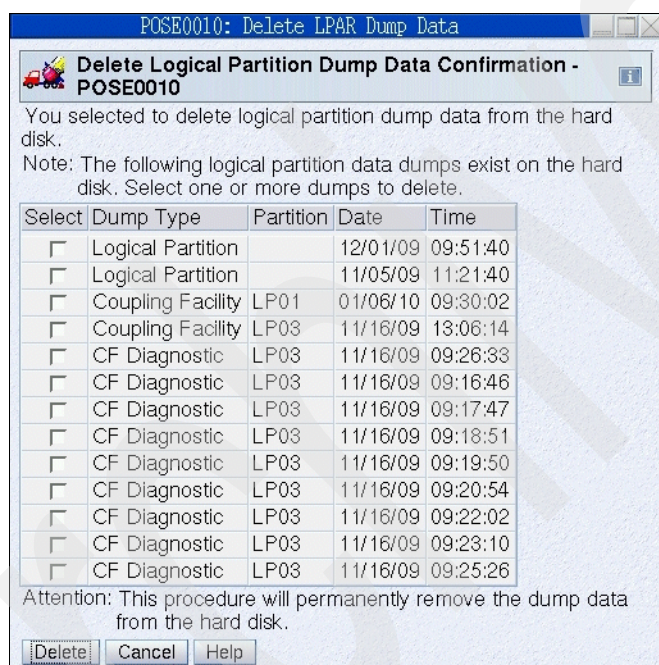 POSE0010: Delete LPAR Dump Data
Delete Logical Partition Dump Data Confirmation -
POSE0010
You selected to delete logical partition dump data from the hard
disk.
Note: The following logical partition data dumps exist on the hard
disk. Select one or more dumps to delete.
Select Dump Type Partition Date Time
Logical Partition 12/01/09 09:51:40
Logical Partition 11/05/09 11:21:40
Coupling Facility LP01 01/06/10 09:30:02
Coupling Facility LP03 11/16/09 13:06:14
CF Diagnostic LP03 11/16/09 09:26:33
CF Diagnostic LP03 11/16/09 09:16:46
CF Diagnostic LP03 11/16/09 09:17:47
CF Diagnostic LP03 11/16/09 09:18:51
CF Diagnostic LP03 11/16/09 09:19:50
CF Diagnostic LP03 11/16/09 09:20:54
CF Diagnostic LP03 11/16/09 09:22:02
CF Diagnostic LP03 11/16/09 09:23:10
CF Diagnostic LP03 11/16/09 09:25:26
Attention: This procedure will permanently remove the dump data
from the hard disk.
Delete Cancel Help